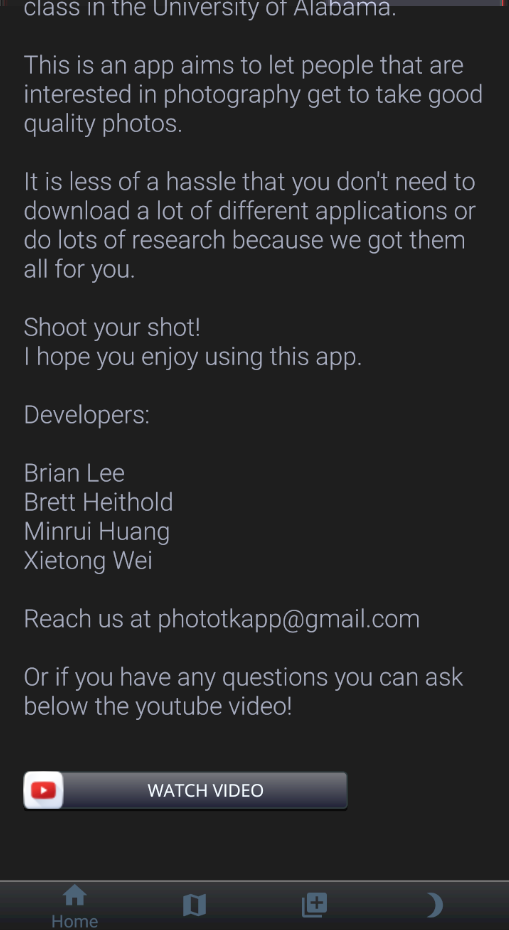 class in the University of Alabama.
This is an app aims to let people that are
interested in photography get to take good
quality photos.
It is less of a hassle that you don't need to
download a lot of different applications or
do lots of research because we got them
all for you.
Shoot your shot!
I hope you enjoy using this app.
Developers:
Brian Lee
Brett Heithold
Minrui Huang
Xietong Wei
Reach us at phototkapp@gmail.com
Or if you have any questions you can ask
below the youtube video!
WATCH VIDEO
Home